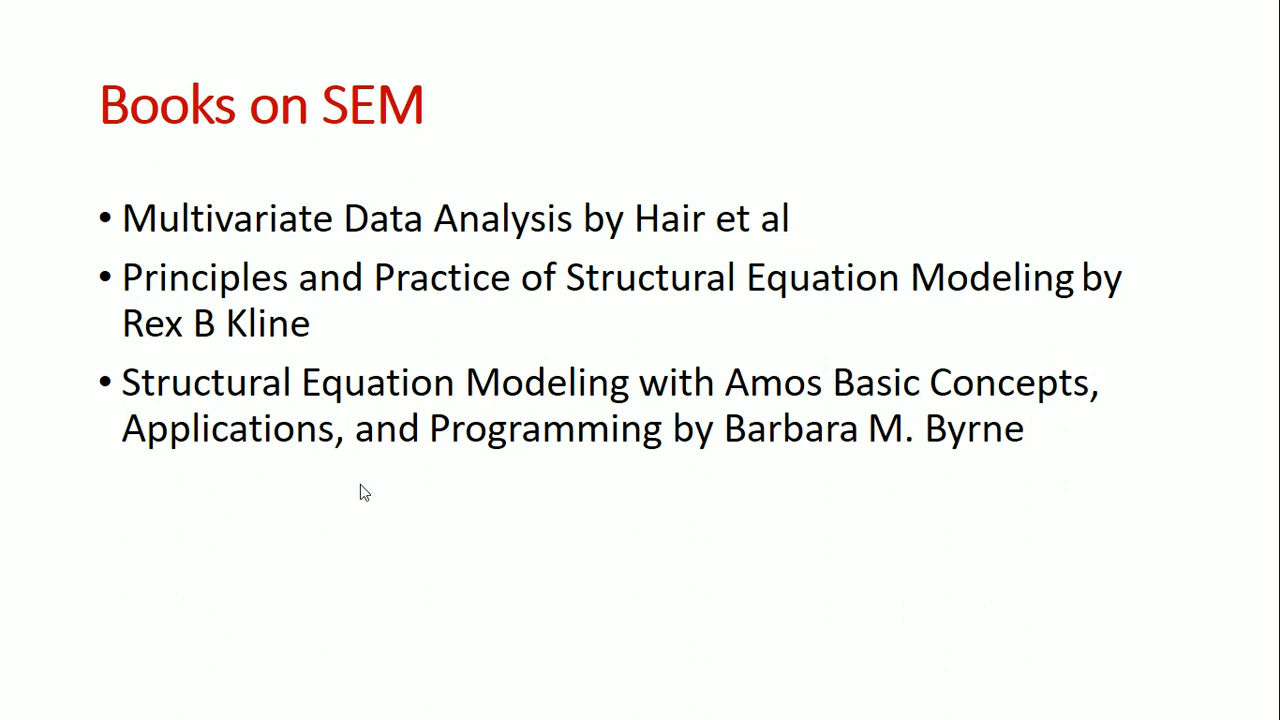 Books on SEM
• Multivariate Data Analysis by Hair et al
• Principles and Practice of Structural Equation Modeling by
Rex B Kline
• Structural Equation Modeling with Amos Basic Concepts,
Applications, and Programming by Barbara M. Byrne